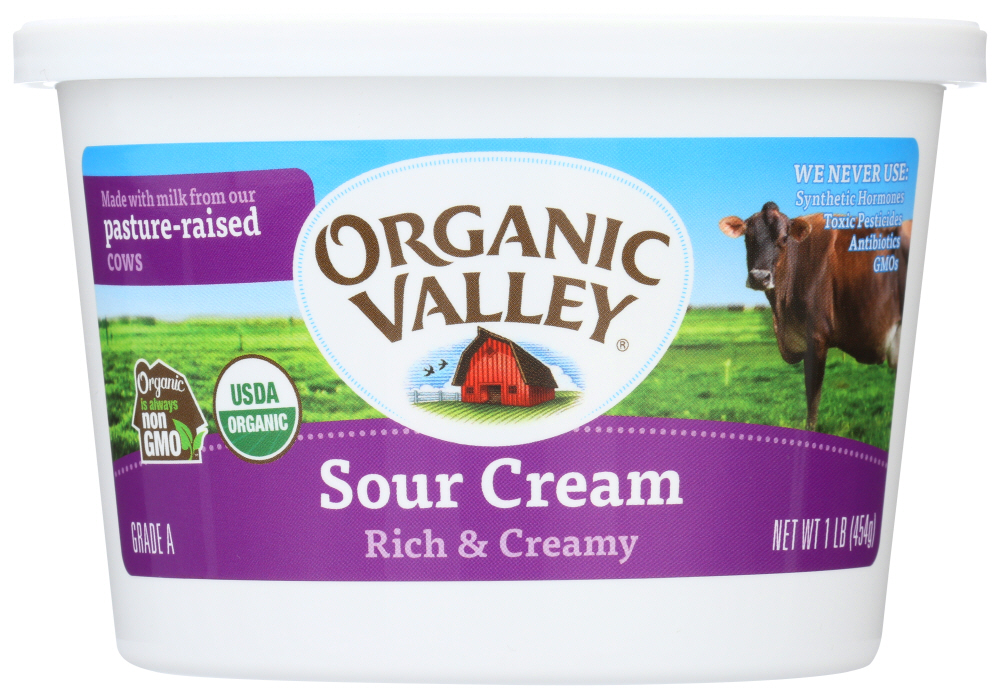 Made with milk from our
pasture-raised
cows
ORGANIC
VALLEY®
WE NEVER USE:
Synthetic Hormones
Toxic Pesticides
Antibiotics
GMOs
Organic
is always
non
GMO
USDA
ORGANIC
Sour Cream
Rich & Creamy
GRADE A
NET WT 1 LB (454g)